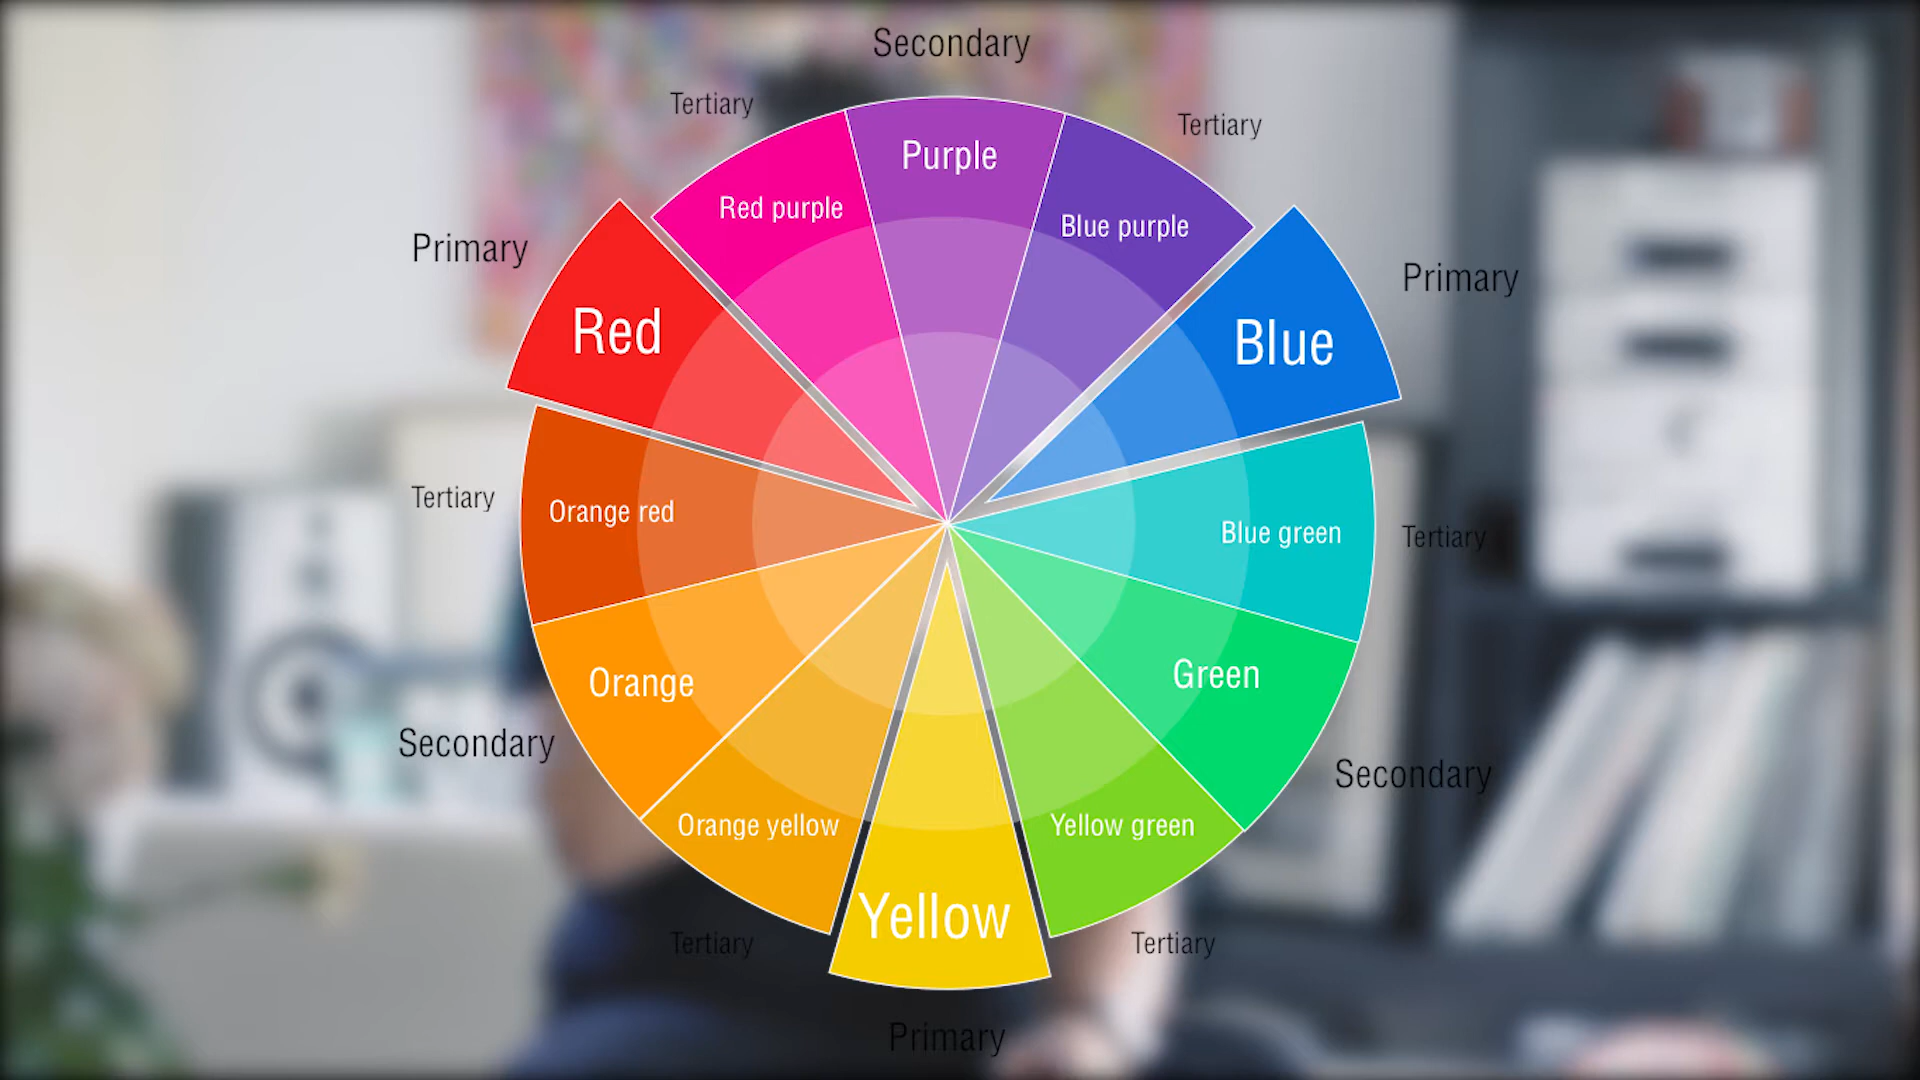 Secondary
Tertiary
Tertiary
Purple
Red purple
Blue purple
Primary
Primary
Red
Blue
Tertiary
Orange red
Blue green
Tertiary
Orange
Green
Secondary
Secondary
Orange yellow
Yellow green
Yellow
Tertiary
Tertiary
Primary